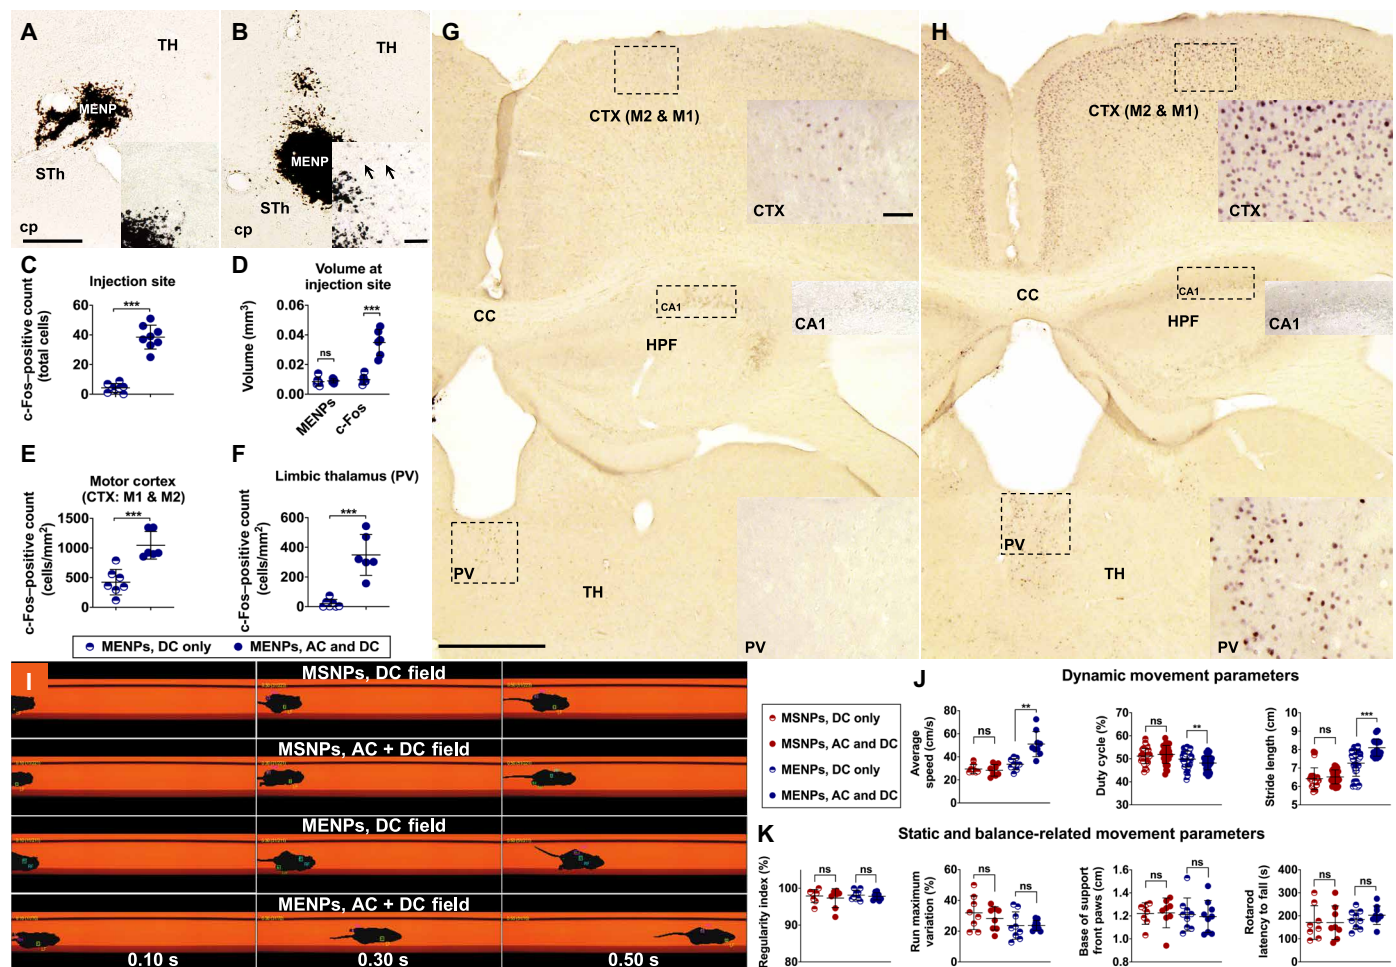 A
TH
MENP
STh
cp
B
TH
MENP
STh
cp
C
Injection site
c-Fos–positive count
(total cells)
***
60
40
20
0
D
Volume at
injection site
Volume (mm³)
ns
***
0.06
0.04
0.02
0.00
MENPs
c-Fos
E
Motor cortex
(CTX: M1 & M2)
c-Fos–positive count
(cells/mm²)
***
1500
1000
500
0
F
Limbic thalamus (PV)
c-Fos–positive count
(cells/mm²)
***
600
400
200
0
MENPs, DC only
MENPs, AC and DC
G
CTX (M2 & M1)
CTX
CC
CA1
CA1
HPF
PV
TH
PV
H
CTX (M2 & M1)
CTX
CC
CA1
CA1
HPF
PV
TH
PV
I
MSNPs, DC field
MSNPs, AC + DC field
MENPs, DC field
MENPs, AC + DC field
0.10 s
0.30 s
0.50 s
MSNPs, DC only
MSNPs, AC and DC
MENPs, DC only
MENPs, AC and DC
J
Dynamic movement parameters
Average
speed (cm/s)
ns
**
80
60
40
20
0
Duty cycle (%)
ns
**
80
70
60
50
40
Stride length (cm)
ns
***
10
9
8
7
6
5
K
Static and balance-related movement parameters
Regularity index (%)
ns
ns
100
90
80
Run maximum
variation (%)
ns
ns
60
40
20
0
Base of support
front paws (cm)
ns
ns
1.6
1.4
1.2
1.0
0.8
Rotarod
latency to fall (s)
ns
ns
400
300
200
100
0